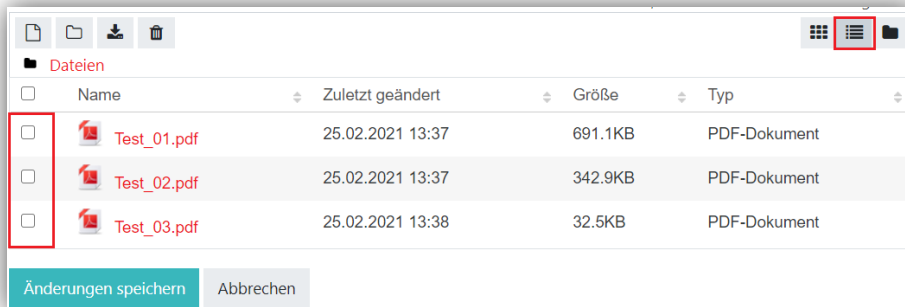 Dateien
Name Zuletzt geändert Größe Typ
Test_01.pdf 25.02.2021 13:37 691.1KB PDF-Dokument
Test_02.pdf 25.02.2021 13:37 342.9KB PDF-Dokument
Test_03.pdf 25.02.2021 13:38 32.5KB PDF-Dokument
Änderungen speichern Abbrechen